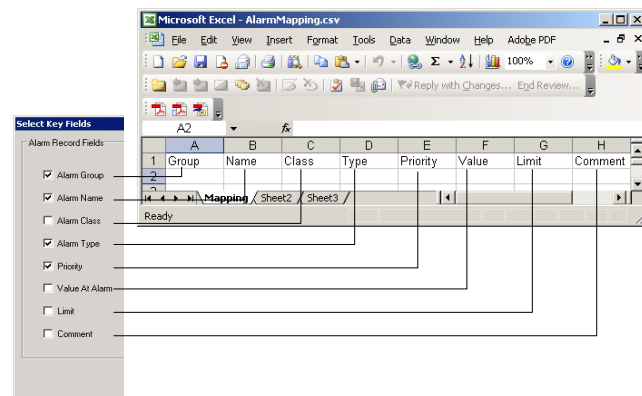 Microsoft Excel - AlarmMapping.csv
File Edit View Insert Format Tools Data Window Help Adobe PDF
Σ 100%
Reply with Changes... End Review...
A2 fx
A B C D E F G H
1 Group Name Class Type Priority Value Limit Comment
2
Mapping Sheet2 Sheet3
Ready
Select Key Fields
Alarm Record Fields
Alarm Group
Alarm Name
Alarm Class
Alarm Type
Priority
Value At Alarm
Limit
Comment